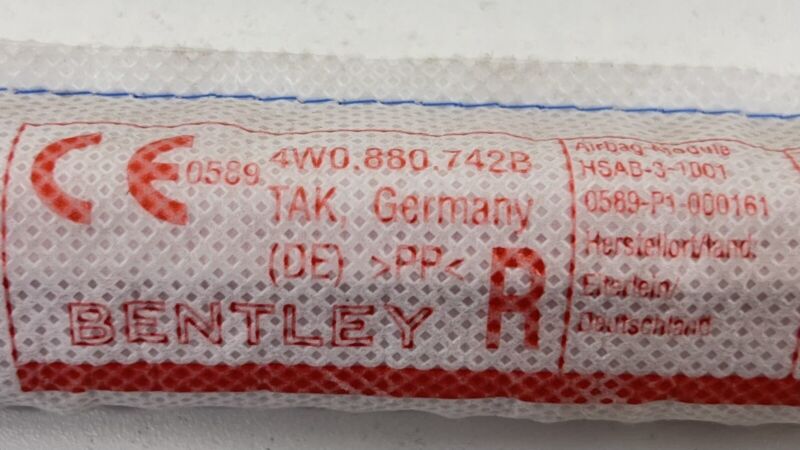 CE 0589
4W0.880.742B
TAK, Germany
(DE) >PP<
BENTLEY R
Airbag-Module
HSAB-3-1001
0589-P1-000161
Herstellort/land:
Elterlein/
Deutschland